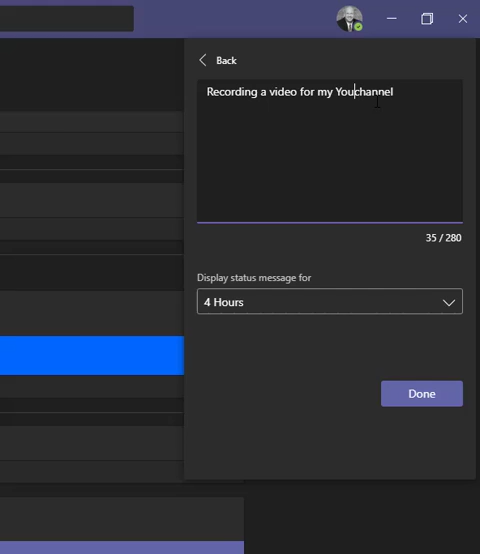 Back
Recording a video for my Youchannel
35 / 280
Display status message for
4 Hours
Done